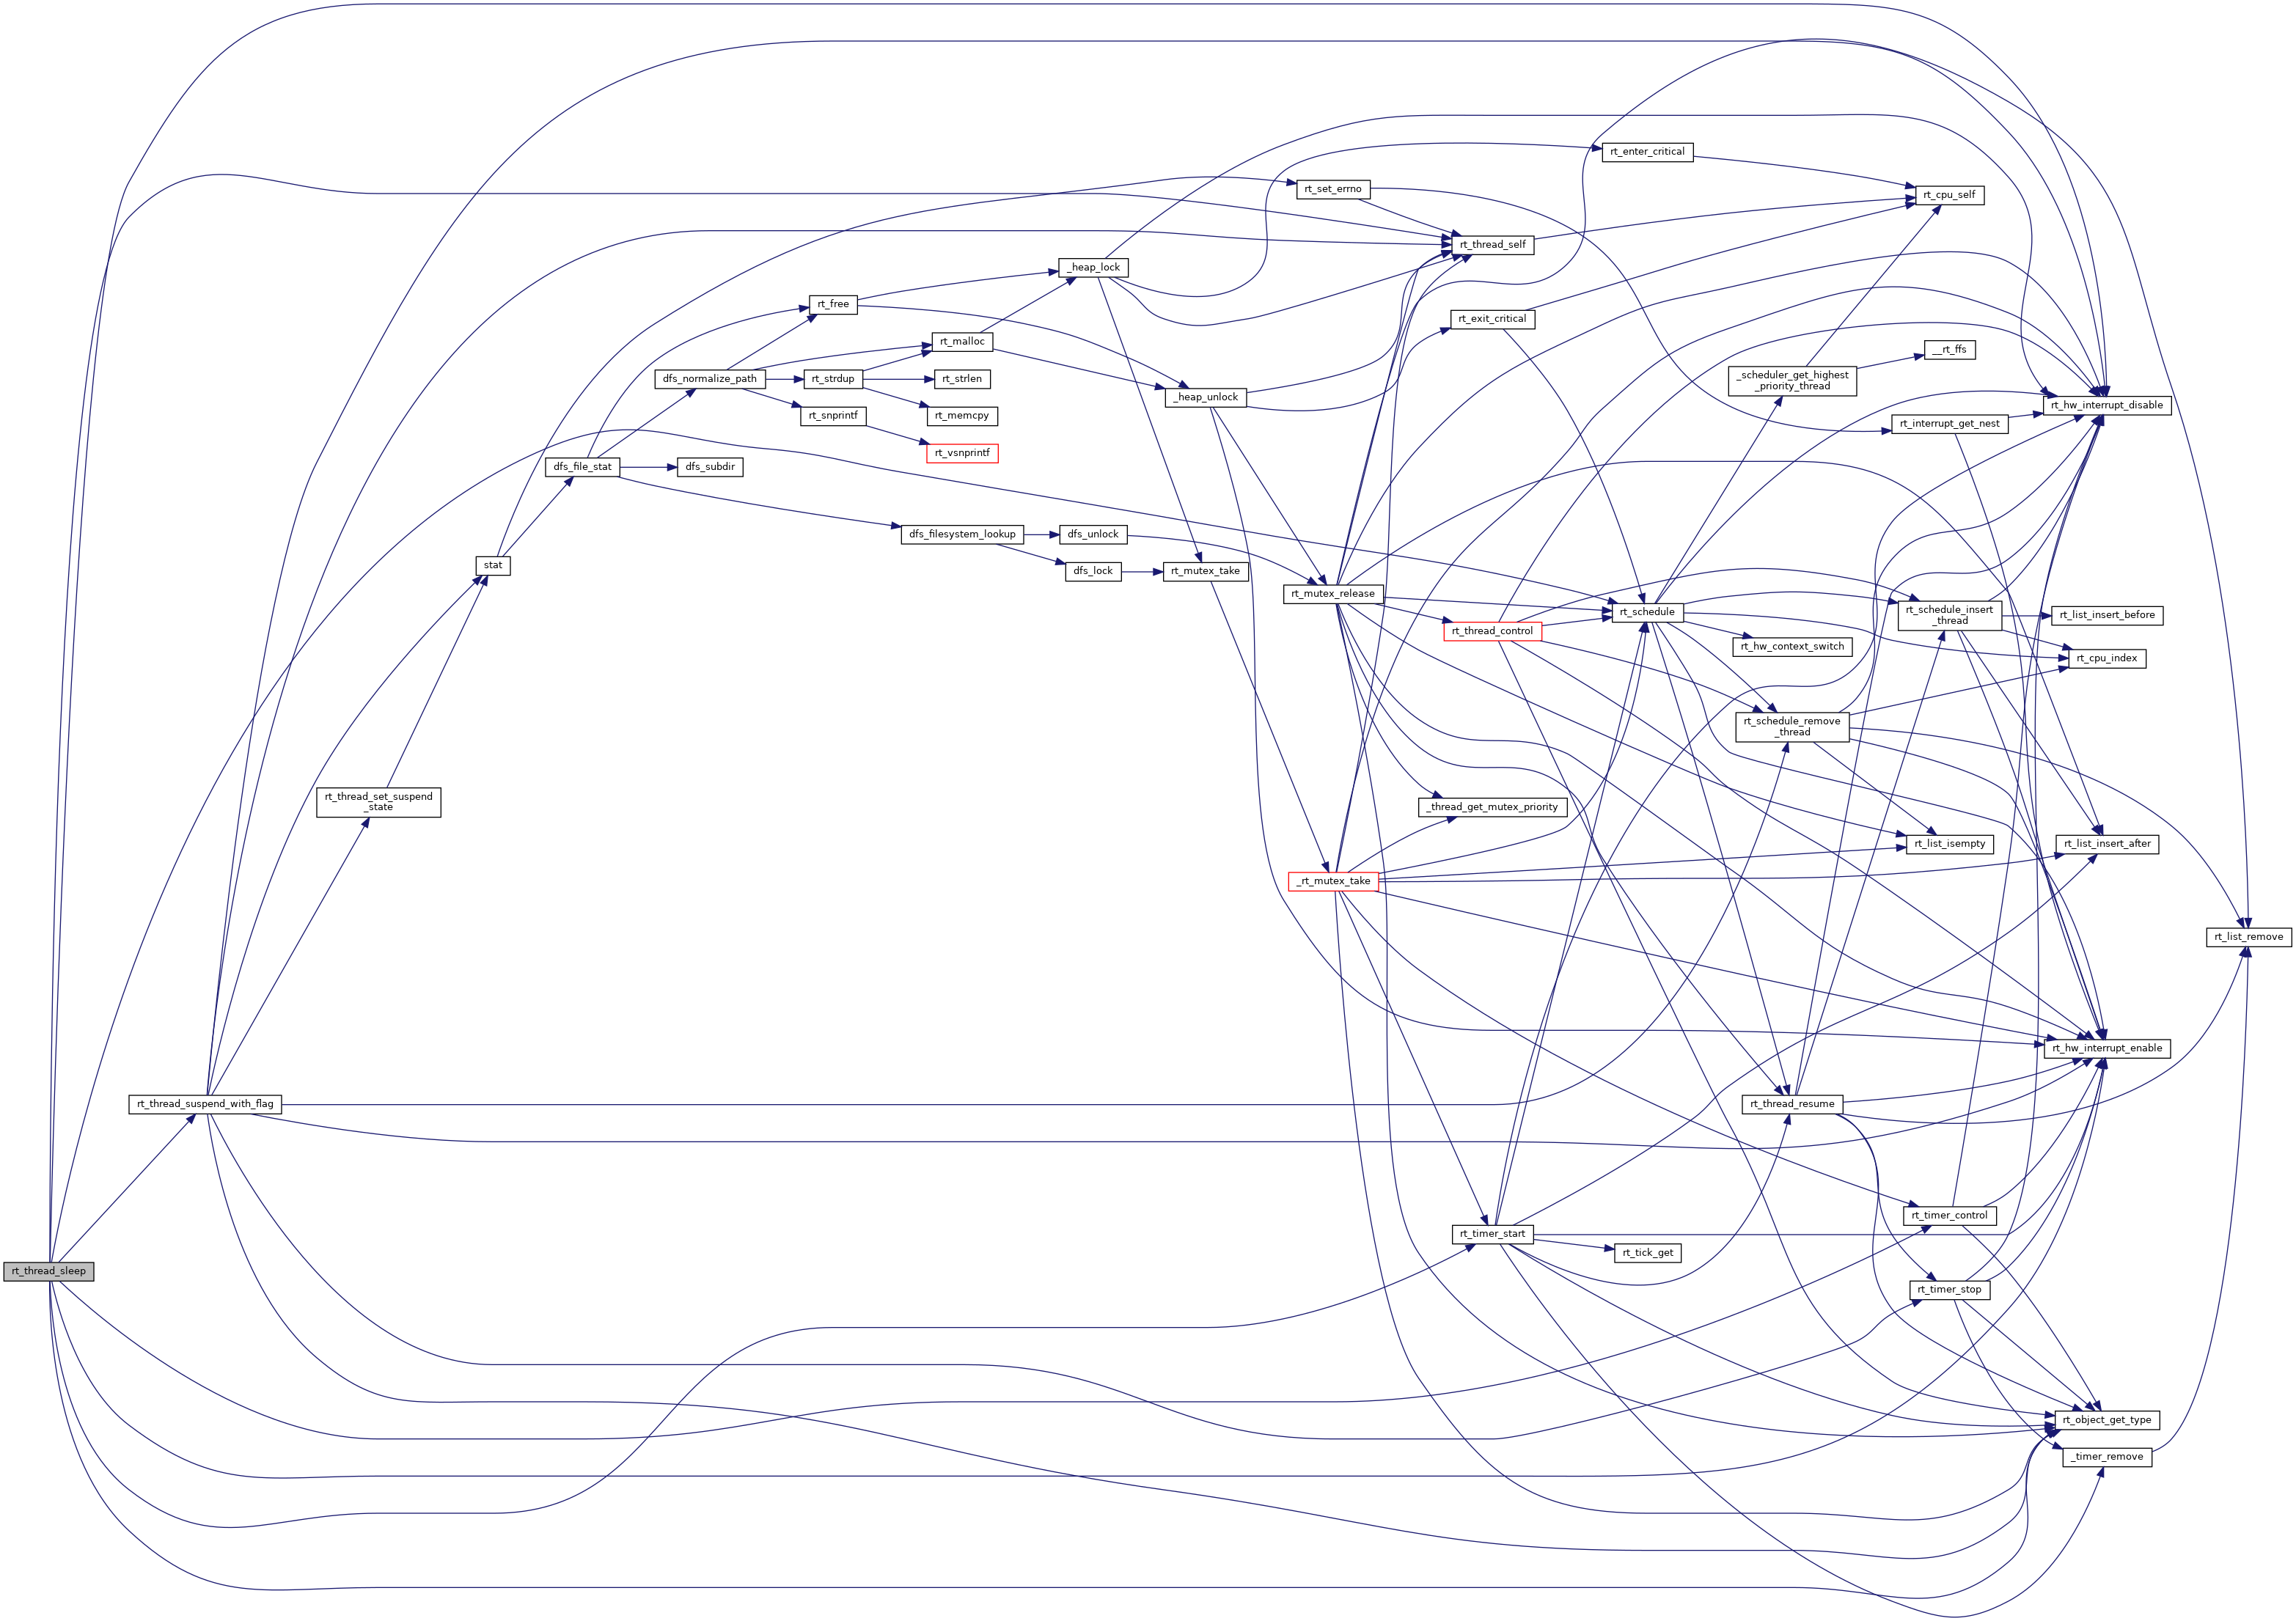 rt_thread_sleep
rt_thread_suspend_with_flag
rt_thread_set_suspend
_state
stat
dfs_file_stat
dfs_normalize_path
dfs_subdir
rt_free
rt_strdup
rt_snprintf
rt_malloc
rt_strlen
rt_memcpy
rt_vsnprintf
dfs_filesystem_lookup
dfs_unlock
dfs_lock
_heap_lock
_heap_unlock
rt_mutex_take
rt_set_errno
rt_mutex_release
_rt_mutex_take
rt_thread_self
rt_exit_critical
rt_thread_control
_thread_get_mutex_priority
rt_timer_start
rt_enter_critical
rt_schedule
rt_tick_get
_scheduler_get_highest
_priority_thread
rt_hw_context_switch
rt_schedule_remove
_thread
rt_thread_resume
rt_cpu_self
__rt_ffs
rt_interrupt_get_nest
rt_schedule_insert
_thread
rt_list_isempty
rt_timer_control
rt_timer_stop
rt_hw_interrupt_disable
rt_list_insert_before
rt_cpu_index
rt_list_insert_after
rt_hw_interrupt_enable
rt_object_get_type
_timer_remove
rt_list_remove